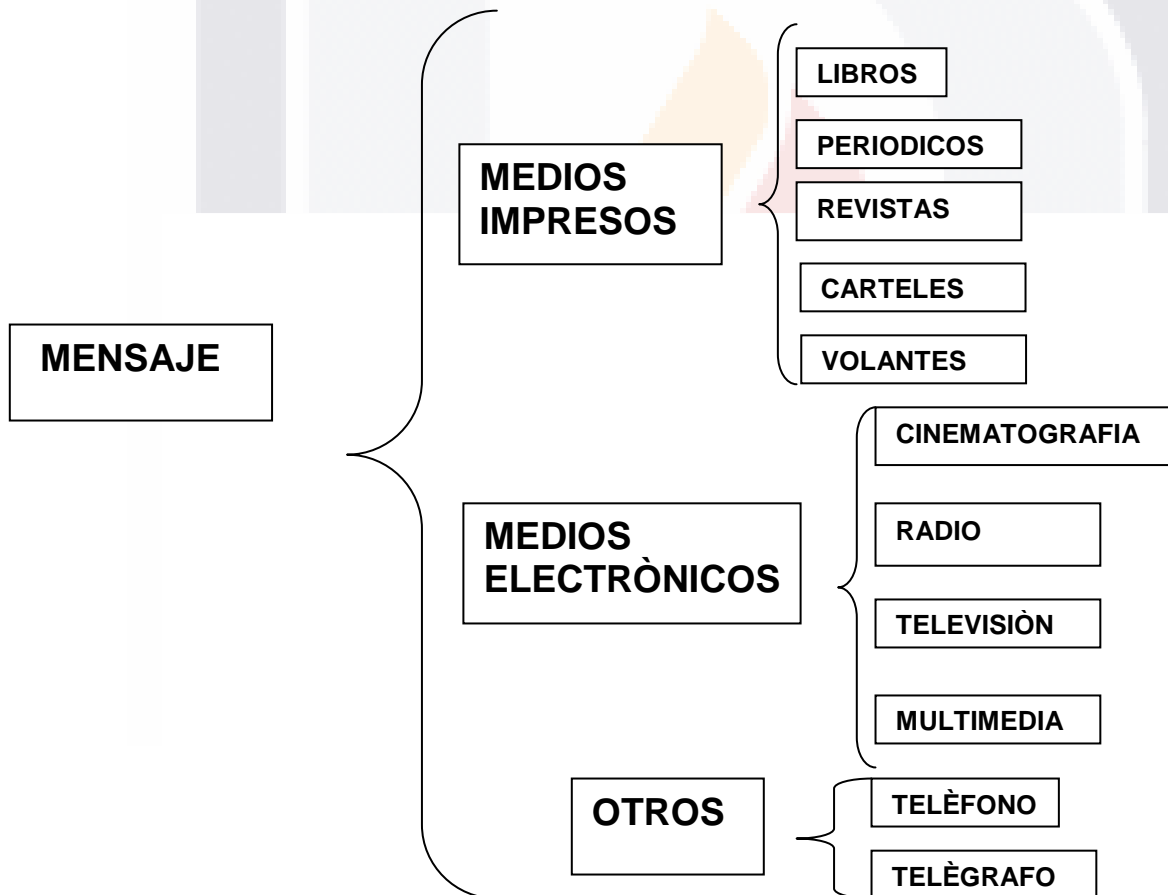 MENSAJE
MEDIOS
IMPRESOS
LIBROS
PERIODICOS
REVISTAS
CARTELES
VOLANTES
MEDIOS
ELECTRÒNICOS
CINEMATOGRAFIA
RADIO
TELEVISIÒN
MULTIMEDIA
OTROS
TELÈFONO
TELÈGRAFO